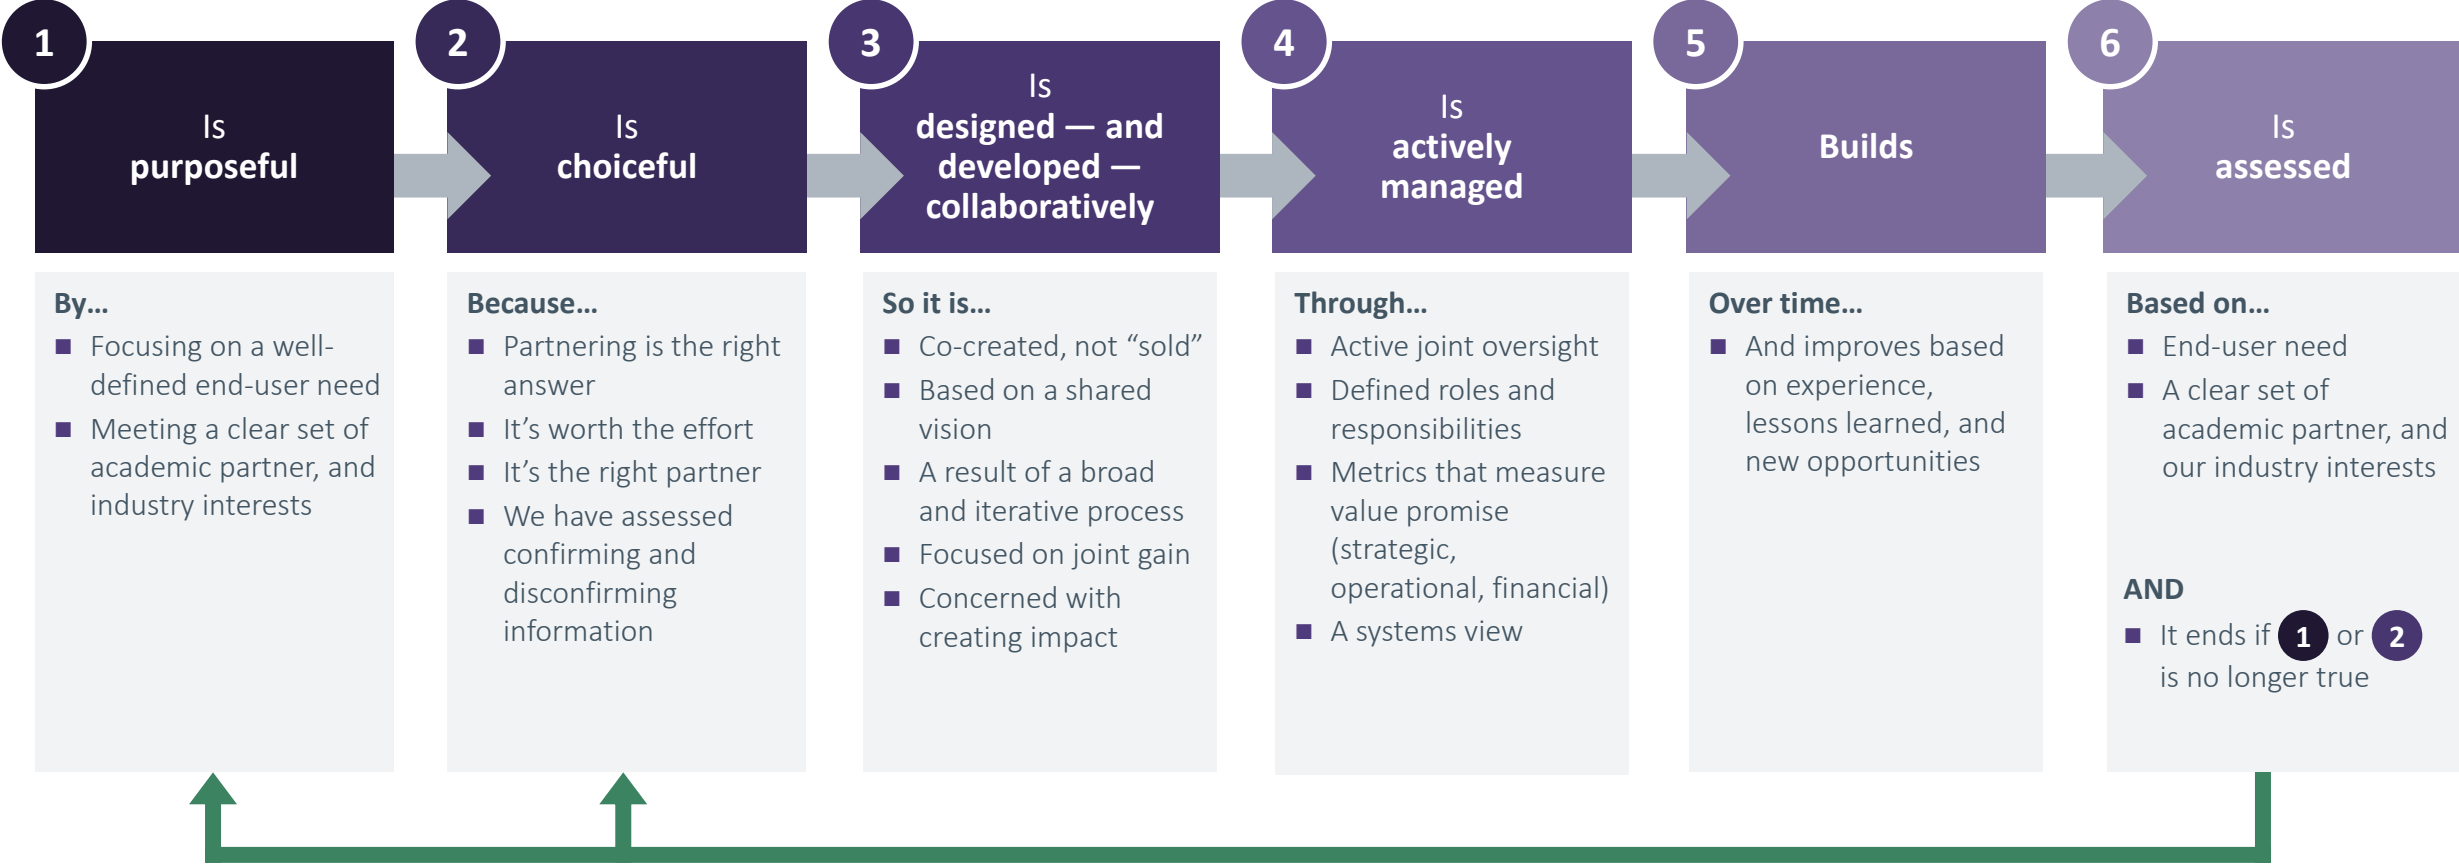 1
Is
purposeful
By...
■ Focusing on a well-
defined end-user need
■ Meeting a clear set of
academic partner, and
industry interests
2
Is
choiceful
Because...
■ Partnering is the right
answer
■ It's worth the effort
■ It's the right partner
■ We have assessed
confirming and
disconfirming
information
3
Is
designed — and
developed —
collaboratively
So it is...
■ Co-created, not “sold”
■ Based on a shared
vision
■ A result of a broad
and iterative process
■ Focused on joint gain
■ Concerned with
creating impact
4
Is
actively
managed
Through...
■ Active joint oversight
■ Defined roles and
responsibilities
■ Metrics that measure
value promise
(strategic,
operational, financial)
■ A systems view
5
Builds
Over time...
■ And improves based
on experience,
lessons learned, and
new opportunities
6
Is
assessed
Based on...
■ End-user need
■ A clear set of
academic partner, and
our industry interests
AND
■ It ends if 1 or 2
is no longer true